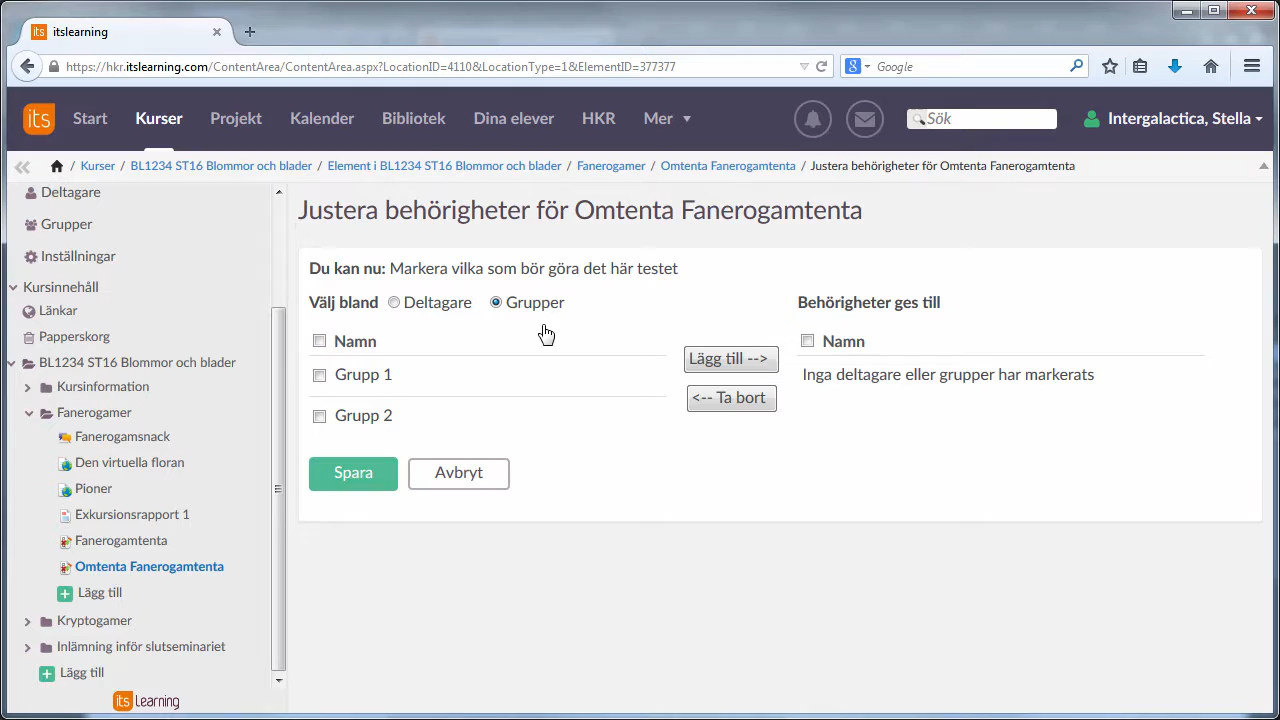 itslearning
https://hkr.itslearning.com/ContentArea/ContentArea.aspx?LocationID=4110&LocationType=1&ElementID=377377
Google
its
Start
Kurser
Projekt
Kalender
Bibliotek
Dina elever
HKR
Mer
Sök
Intergalactica, Stella
/ Kurser / BL1234 ST16 Blommor och blader / Element i BL1234 ST16 Blommor och blader / Fanerogamer / Omtenta Fanerogamtenta / Justera behörigheter för Omtenta Fanerogamtenta
Deltagare
Grupper
Inställningar
Kursinnehåll
Länkar
Papperskorg
BL1234 ST16 Blommor och blader
Kursinformation
Fanerogamer
Fanerogamsnack
Den virtuella floran
Pioner
Exkursionsrapport 1
Fanerogamtenta
Omtenta Fanerogamtenta
Lägg till
Kryptogamer
Inlämning inför slutseminariet
Lägg till
its Learning
Justera behörigheter för Omtenta Fanerogamtenta
Du kan nu: Markera vilka som bör göra det här testet
Välj bland Deltagare Grupper
Namn
Grupp 1
Grupp 2
Lägg till -->
<-- Ta bort
Behörigheter ges till
Namn
Inga deltagare eller grupper har markerats
Spara
Avbryt